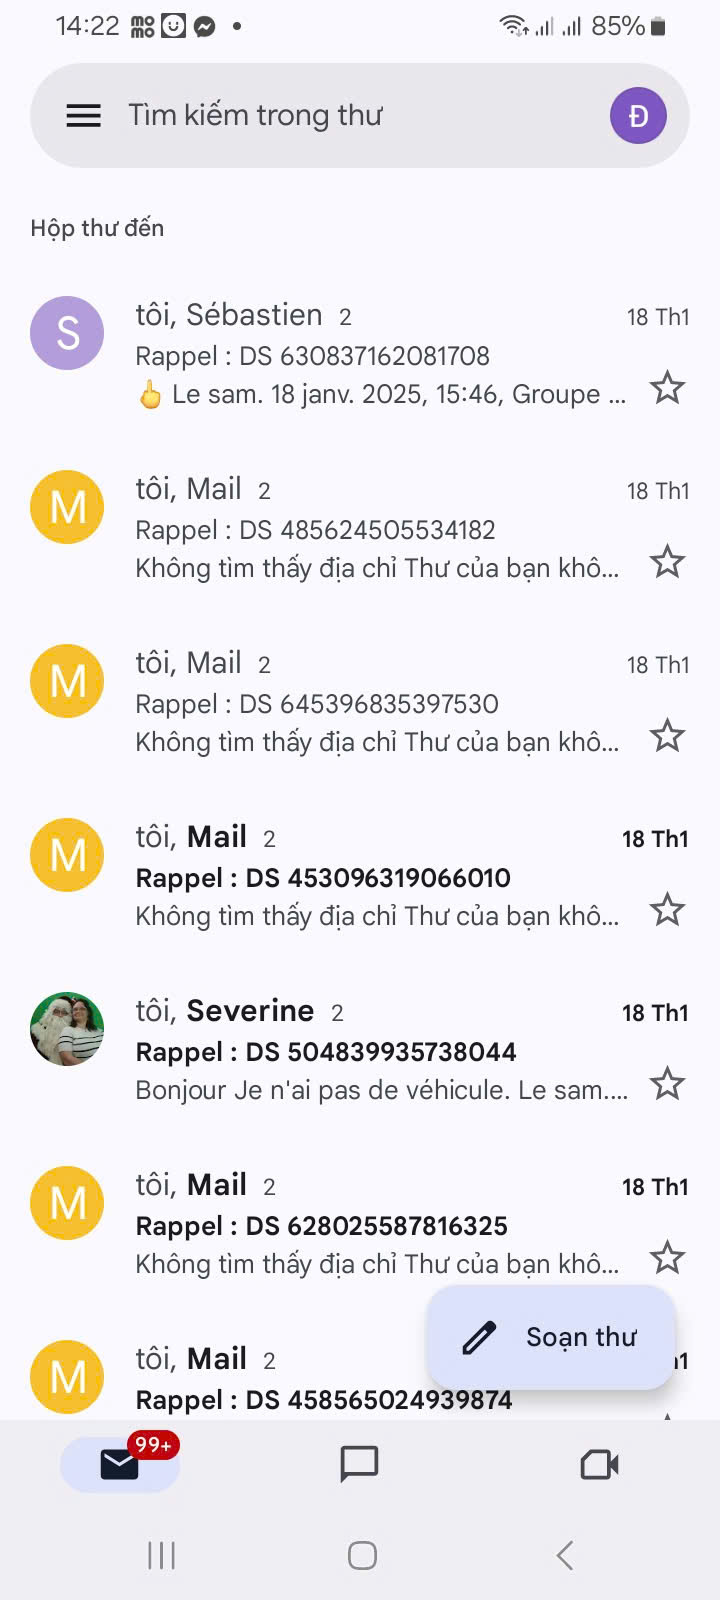 14:22
85%
Tìm kiếm trong thư
Đ
Hộp thư đến
S
tôi, Sébastien 2
18 Th1
Rappel : DS 630837162081708
👆 Le sam. 18 janv. 2025, 15:46, Groupe ...
M
tôi, Mail 2
18 Th1
Rappel : DS 485624505534182
Không tìm thấy địa chỉ Thư của bạn khô...
M
tôi, Mail 2
18 Th1
Rappel : DS 645396835397530
Không tìm thấy địa chỉ Thư của bạn khô...
M
tôi, Mail 2
18 Th1
Rappel : DS 453096319066010
Không tìm thấy địa chỉ Thư của bạn khô...
tôi, Severine 2
18 Th1
Rappel : DS 504839935738044
Bonjour Je n'ai pas de véhicule. Le sam....
M
tôi, Mail 2
18 Th1
Rappel : DS 628025587816325
Không tìm thấy địa chỉ Thư của bạn khô...
Soạn thư
M
tôi, Mail 2
Rappel : DS 458565024939874
99+